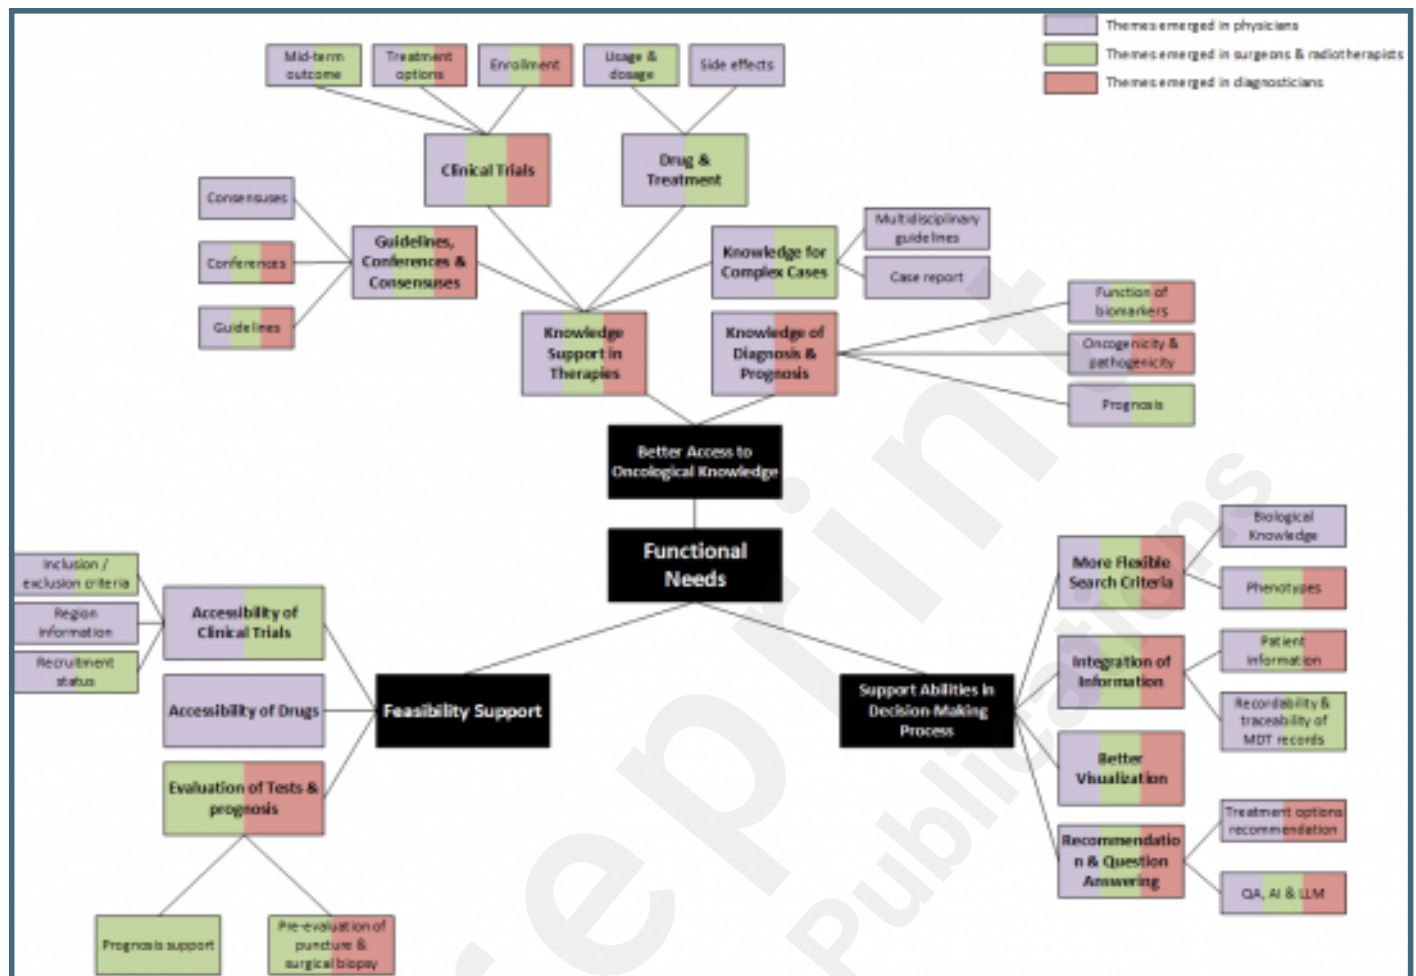 Themes emerged in physicians
Themes emerged in surgeons & radiotherapists
Themes emerged in diagnosticians
Mid-term
outcome
Treatment
options
Enrollment
Usage &
dosage
Side effects
Clinical Trials
Drug &
Treatment
Consensuses
Conferences
Guidelines
Guidelines,
Conferences &
Consensuses
Knowledge for
Complex Cases
Multidisciplinary
guidelines
Case report
Knowledge
Support in
Therapies
Knowledge of
Diagnosis &
Prognosis
Function of
biomarkers
Oncogenicity &
pathogenicity
Prognosis
Better Access to
Oncological Knowledge
Functional
Needs
Inclusion /
exclusion criteria
Region
Information
Recruitment
status
Accessibility of
Clinical Trials
Accessibility of Drugs
Evaluation of Tests &
prognosis
Feasibility Support
Prognosis support
Pre-evaluation of
puncture &
surgical biopsy
Support Abilities in
Decision-Making
Process
More Flexible
Search Criteria
Biological
Knowledge
Phenotypes
Integration of
Information
Patient
information
Recordability &
traceability of
MDT records
Better
Visualization
Recommendatio
n & Question
Answering
Treatment options
recommendation
QA, AI & LLM
eprint
Publications